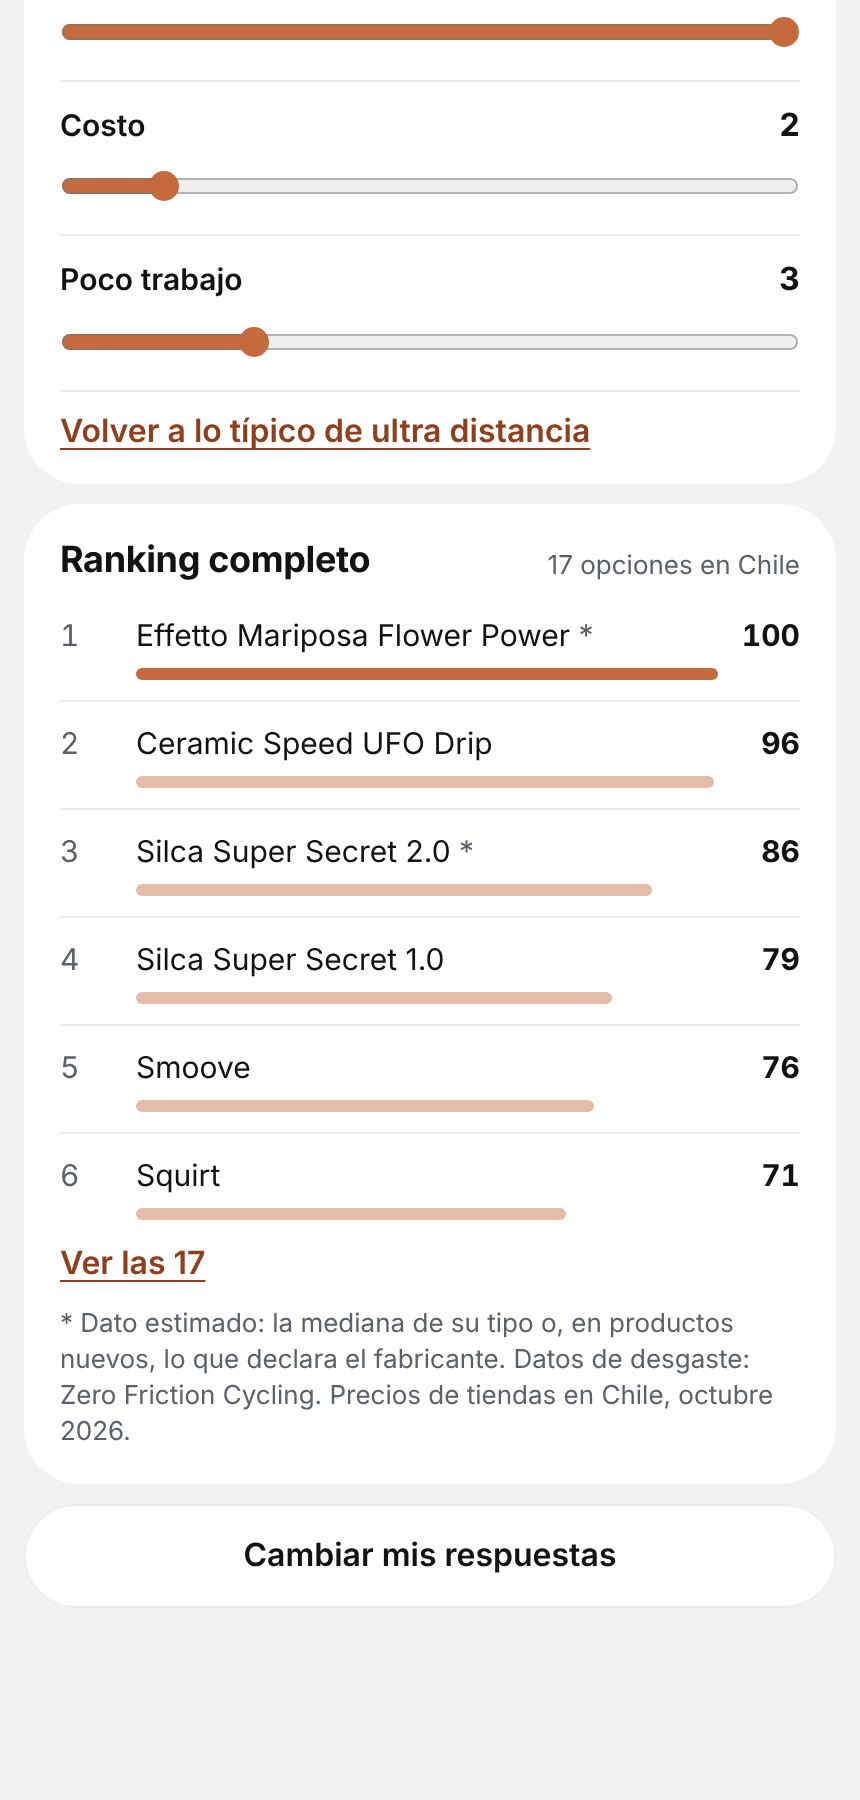 Costo 2
Poco trabajo 3
Volver a lo típico de ultra distancia
Ranking completo 17 opciones en Chile
1 Effetto Mariposa Flower Power * 100
2 Ceramic Speed UFO Drip 96
3 Silca Super Secret 2.0 * 86
4 Silca Super Secret 1.0 79
5 Smoove 76
6 Squirt 71
Ver las 17
* Dato estimado: la mediana de su tipo o, en productos
nuevos, lo que declara el fabricante. Datos de desgaste:
Zero Friction Cycling. Precios de tiendas en Chile, octubre
2026.
Cambiar mis respuestas